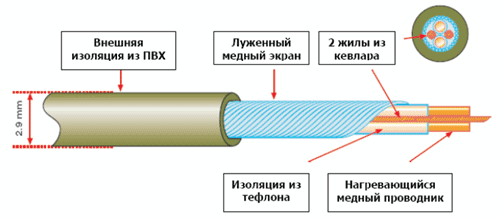 Внешняя
изоляция из ПВХ
Луженный
медный экран
2 жилы из
кевлара
2.9 mm
Изоляция из
тефлона
Нагревающийся
медный проводник